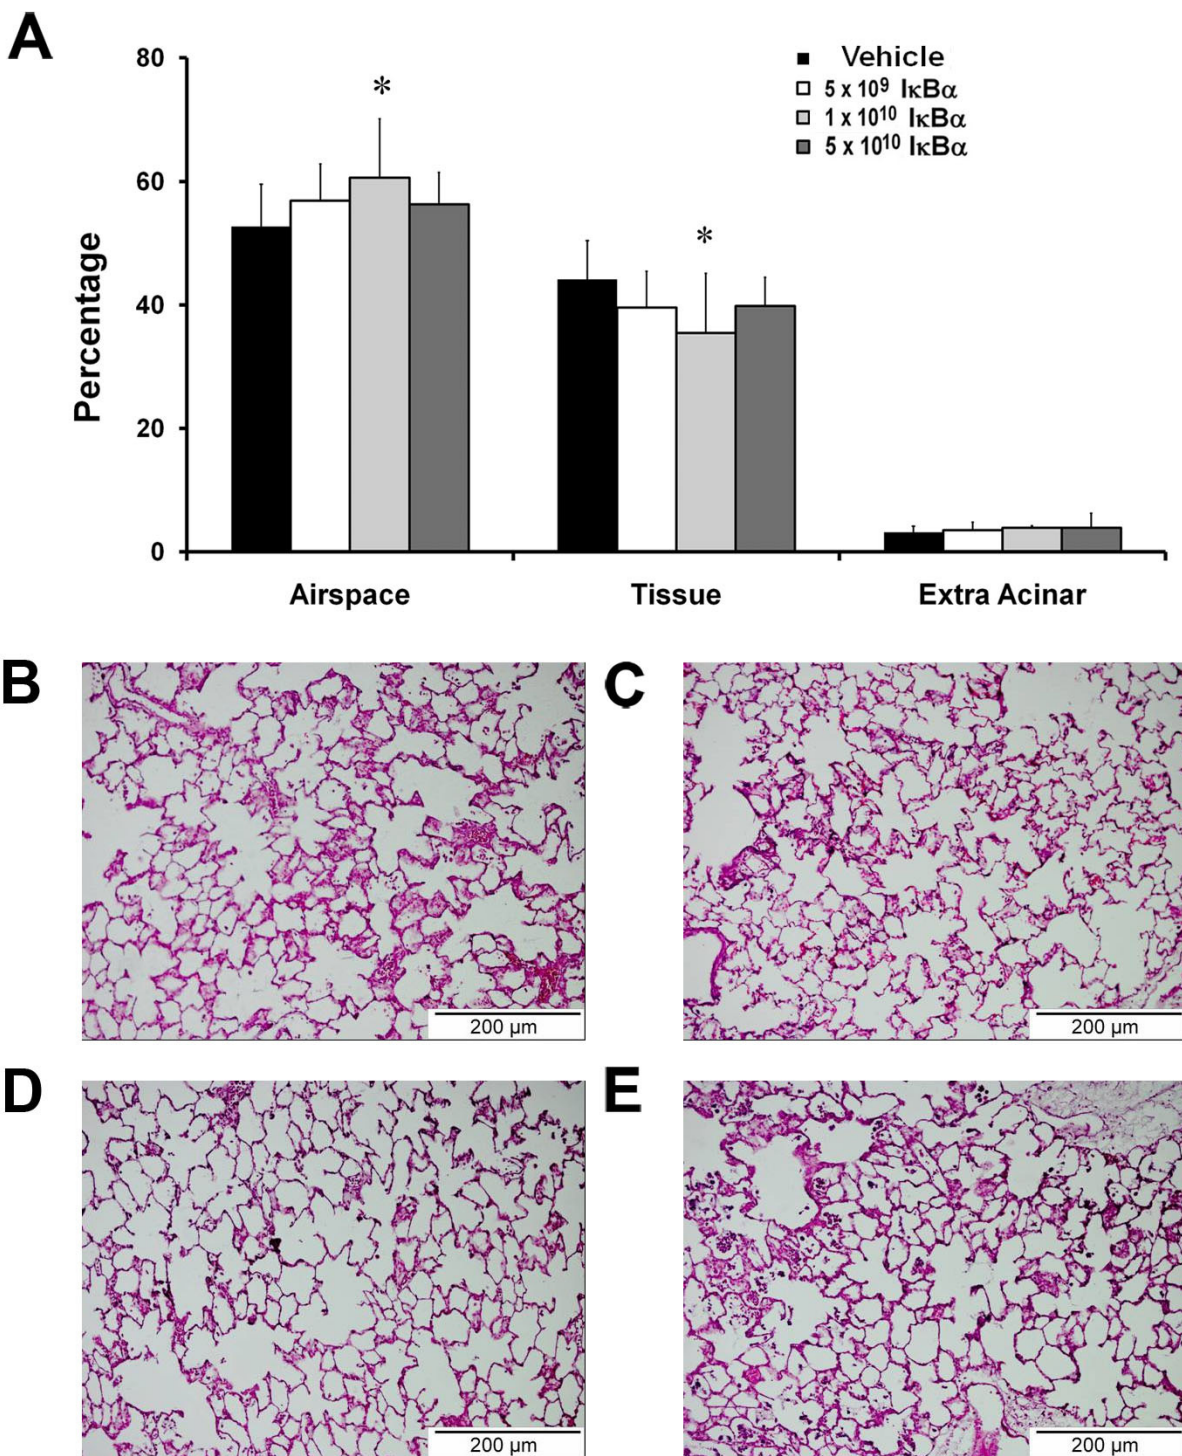 A
80
60
40
20
0
Percentage
*
*
Vehicle
5 x 10⁹ IκBα
1 x 10¹⁰ IκBα
5 x 10¹⁰ IκBα
Airspace Tissue Extra Acinar
B
200 µm
C
200 µm
D
200 µm
E
200 µm